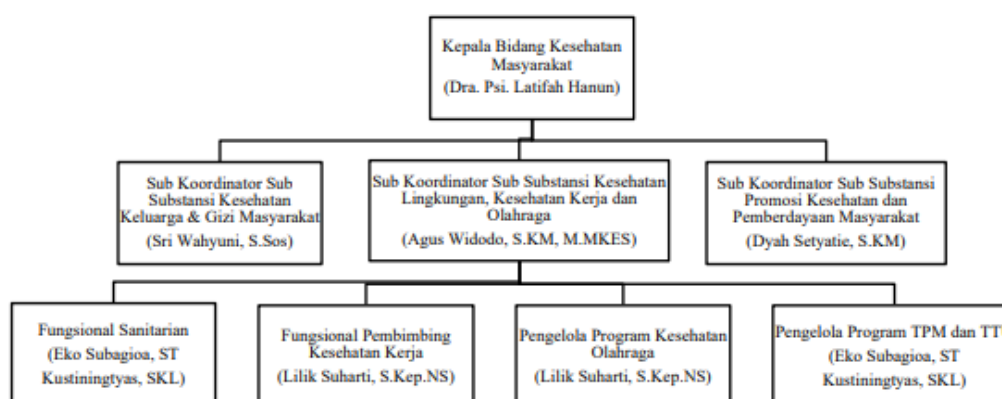 Kepala Bidang Kesehatan
Masyarakat
(Dra. Psi. Latifah Hanun)
Sub Koordinator Sub
Substansi Kesehatan
Keluarga & Gizi Masyarakat
(Sri Wahyuni, S.Sos)
Sub Koordinator Sub Substansi Kesehatan
Lingkungan, Kesehatan Kerja dan
Olahraga
(Agus Widodo, S.KM, M.MKES)
Sub Koordinator Sub Substansi
Promosi Kesehatan dan
Pemberdayaan Masyarakat
(Dyah Setyatie, S.KM)
Fungsional Sanitarian
(Eko Subagioa, ST
Kustiningtyas, SKL)
Fungsional Pembimbing
Kesehatan Kerja
(Lilik Suharti, S.Kep.NS)
Pengelola Program Kesehatan
Olahraga
(Lilik Suharti, S.Kep.NS)
Pengelola Program TPM dan
(Eko Subagioa, ST
Kustiningtyas, SKL)